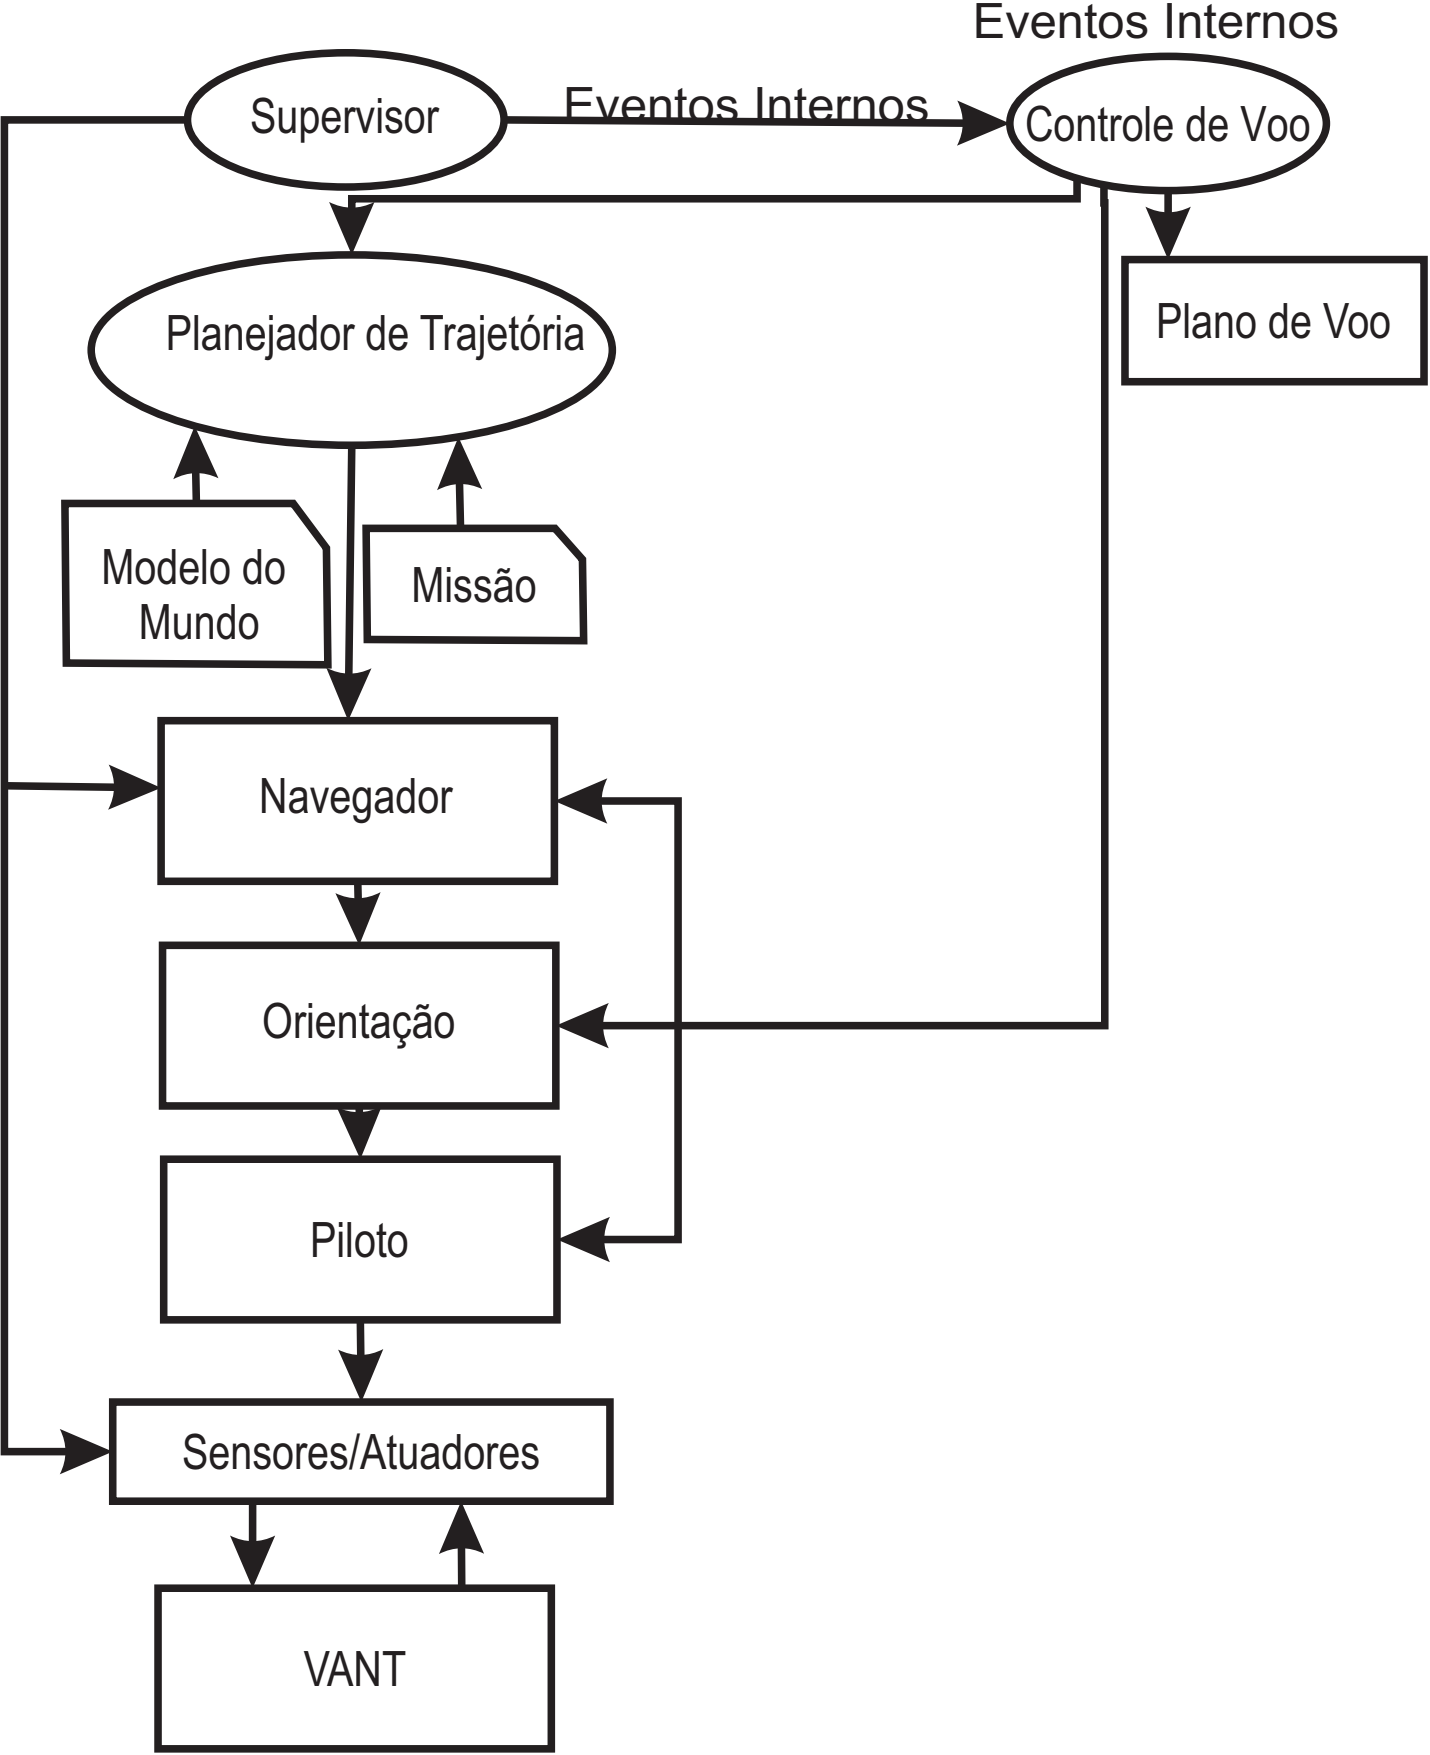 Eventos Internos
Supervisor
Eventos Internos
Controle de Voo
Planejador de Trajetória
Plano de Voo
Modelo do
Mundo
Missão
Navegador
Orientação
Piloto
Sensores/Atuadores
VANT